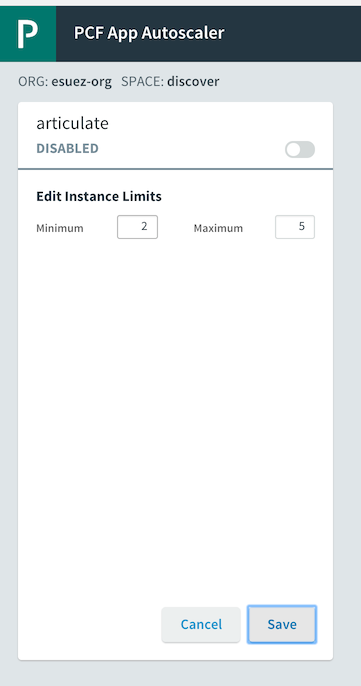 P PCF App Autoscaler
ORG: esuez-org SPACE: discover
articulate
DISABLED
Edit Instance Limits
Minimum 2 Maximum 5
Cancel Save